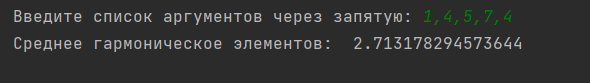 Введите список аргументов через запятую: 1,4,5,7,4
Среднее гармоническое элементов:  2.713178294573644